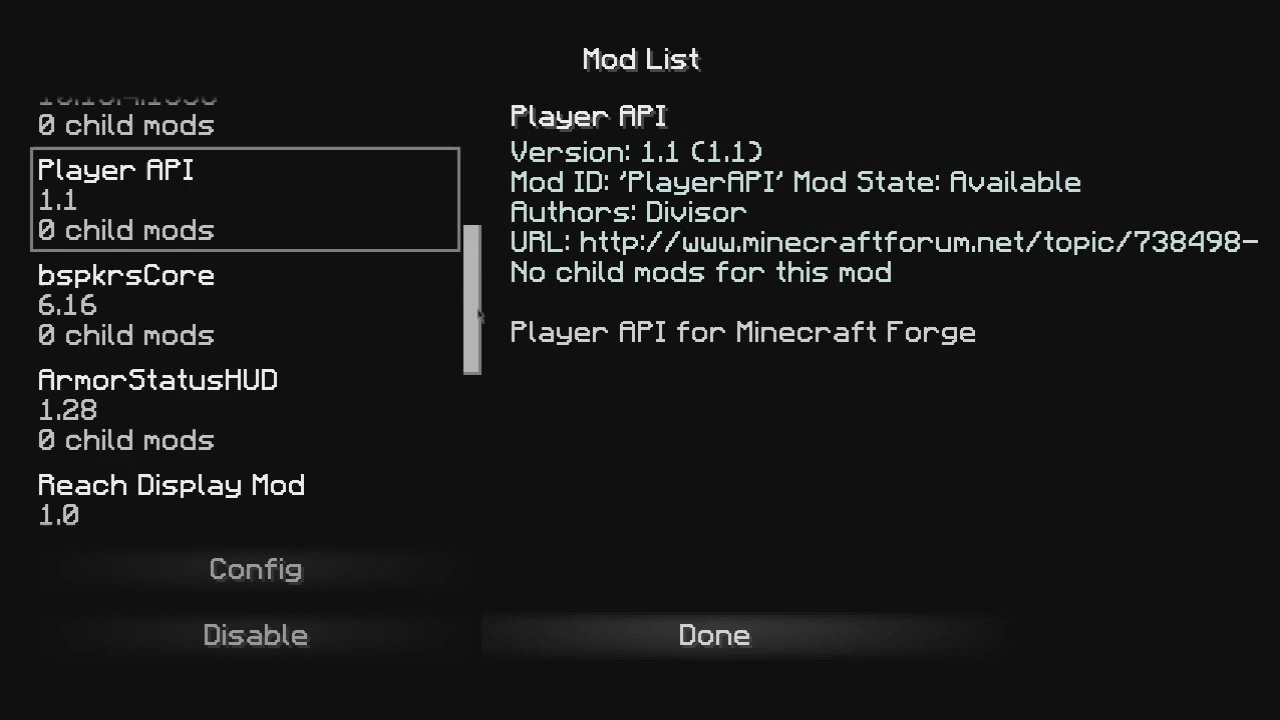 Mod List
0 child mods
Player API
1.1
0 child mods
bspkrsCore
6.16
0 child mods
ArmorStatusHUD
1.28
0 child mods
Reach Display Mod
1.0
Config
Disable
Player API
Version: 1.1 (1.1)
Mod ID: 'PlayerAPI' Mod State: Available
Authors: Divisor
URL: http://www.minecraftforum.net/topic/738498-
No child mods for this mod
Player API for Minecraft Forge
Done